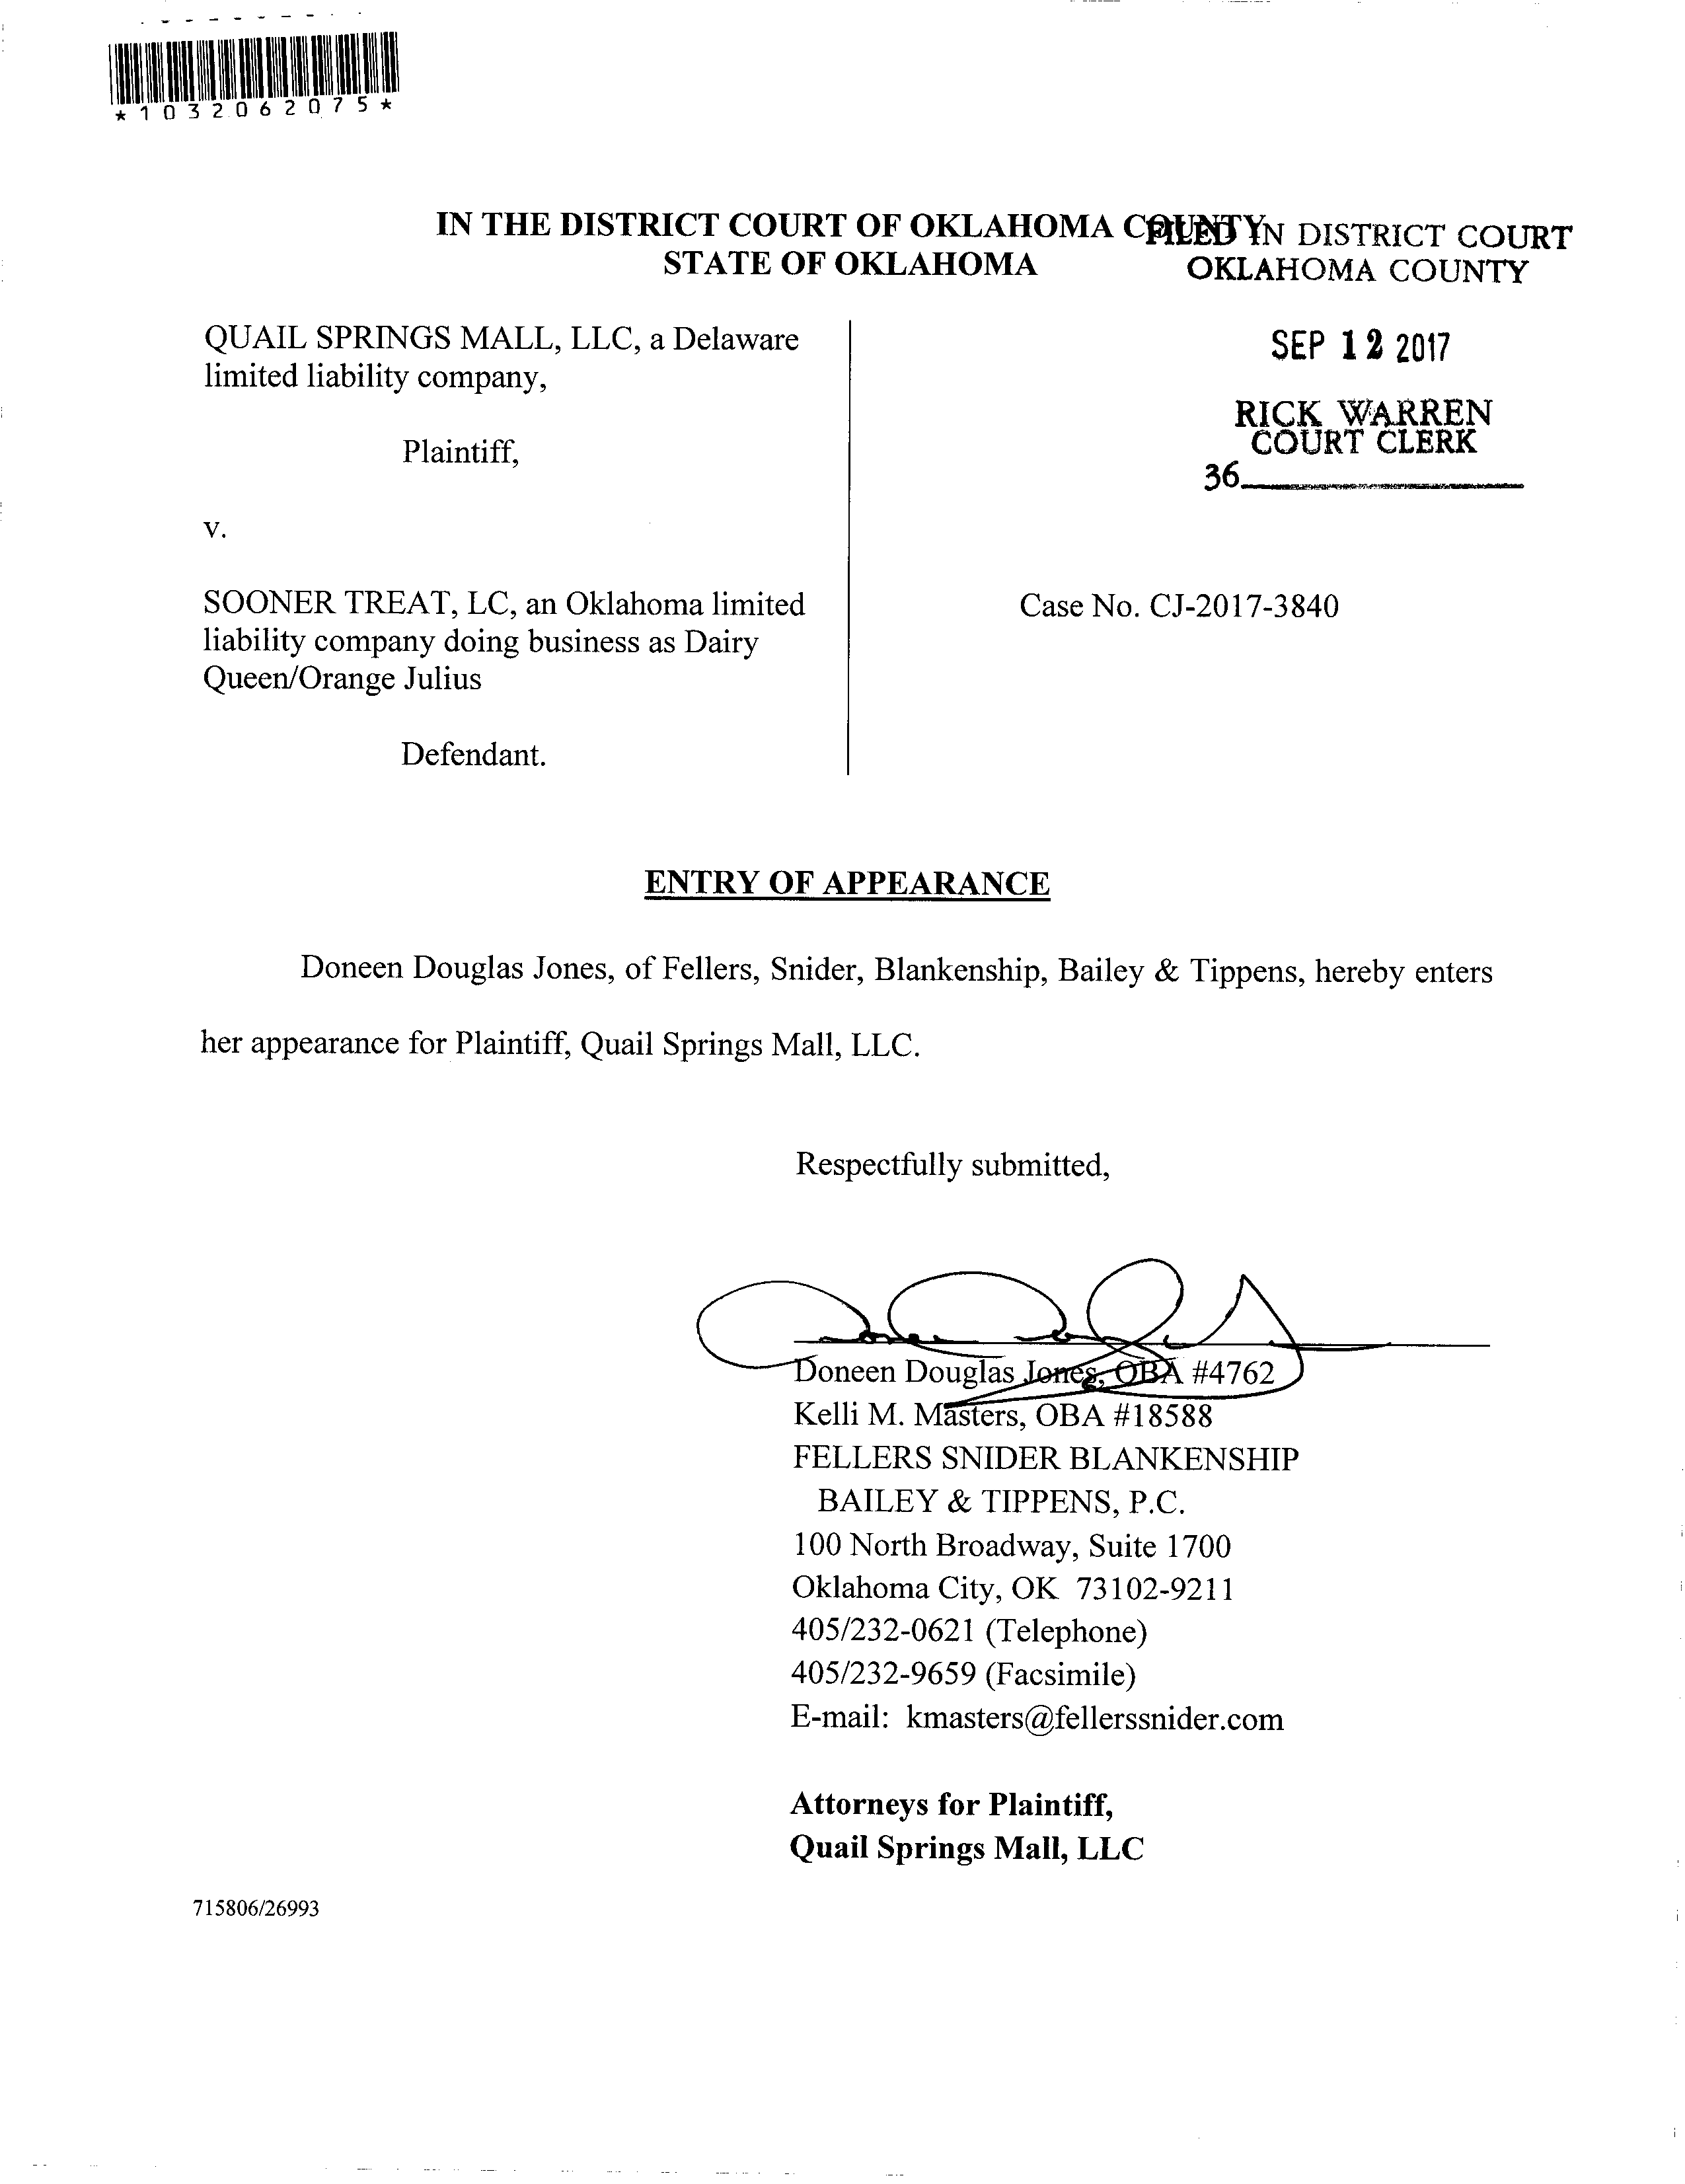 *1032062075*
IN THE DISTRICT COURT OF OKLAHOMA COUNTY
STATE OF OKLAHOMA
FILED IN DISTRICT COURT
OKLAHOMA COUNTY
SEP 12 2017
RICK WARREN
COURT CLERK
36
QUAIL SPRINGS MALL, LLC, a Delaware
limited liability company,
Plaintiff,
v.
SOONER TREAT, LC, an Oklahoma limited
liability company doing business as Dairy
Queen/Orange Julius
Defendant.
Case No. CJ-2017-3840
ENTRY OF APPEARANCE
Doneen Douglas Jones, of Fellers, Snider, Blankenship, Bailey & Tippens, hereby enters
her appearance for Plaintiff, Quail Springs Mall, LLC.
Respectfully submitted,
Doneen Douglas Jones, OBA #4762
Kelli M. Masters, OBA #18588
FELLERS SNIDER BLANKENSHIP
BAILEY & TIPPENS, P.C.
100 North Broadway, Suite 1700
Oklahoma City, OK 73102-9211
405/232-0621 (Telephone)
405/232-9659 (Facsimile)
E-mail: kmasters@fellerssnider.com
Attorneys for Plaintiff,
Quail Springs Mall, LLC
715806/26993